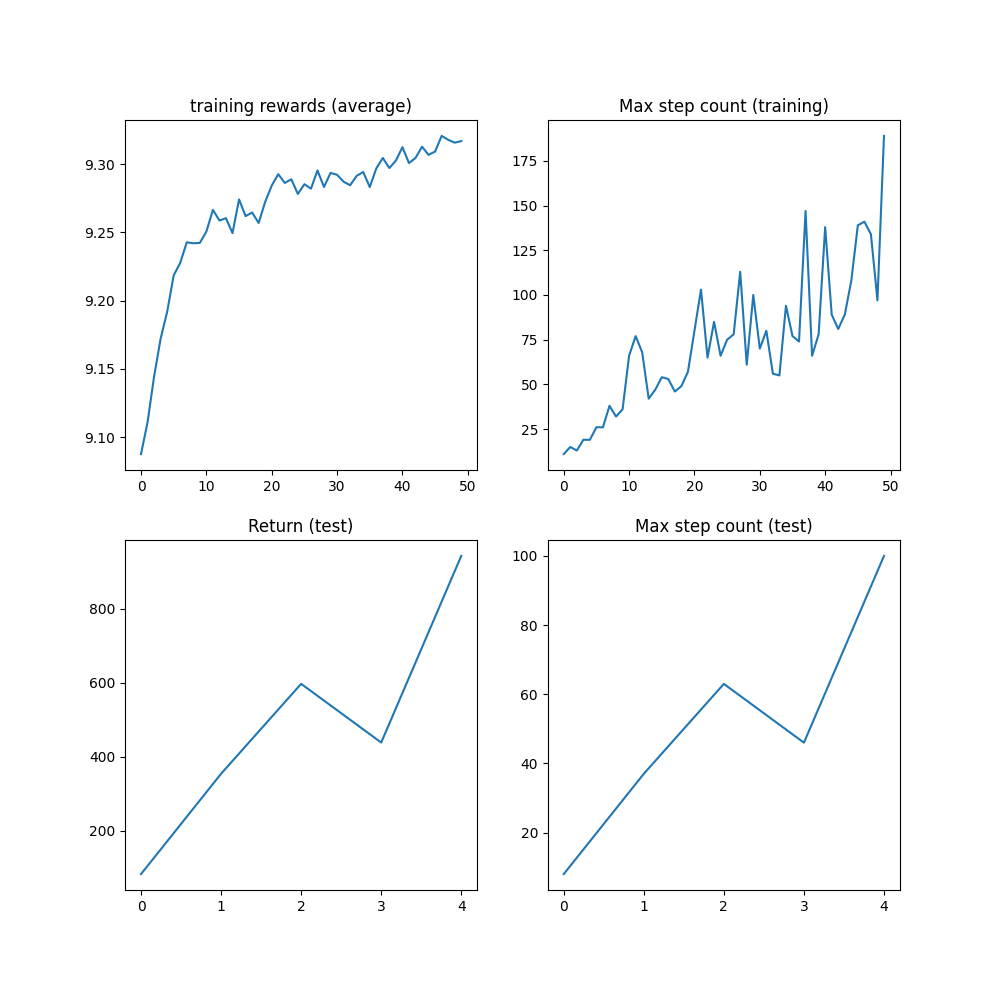 training rewards (average)
9.30
9.25
9.20
9.15
9.10
0 10 20 30 40 50
Max step count (training)
175
150
125
100
75
50
25
0 10 20 30 40 50
Return (test)
800
600
400
200
0 1 2 3 4
Max step count (test)
100
80
60
40
20
0 1 2 3 4